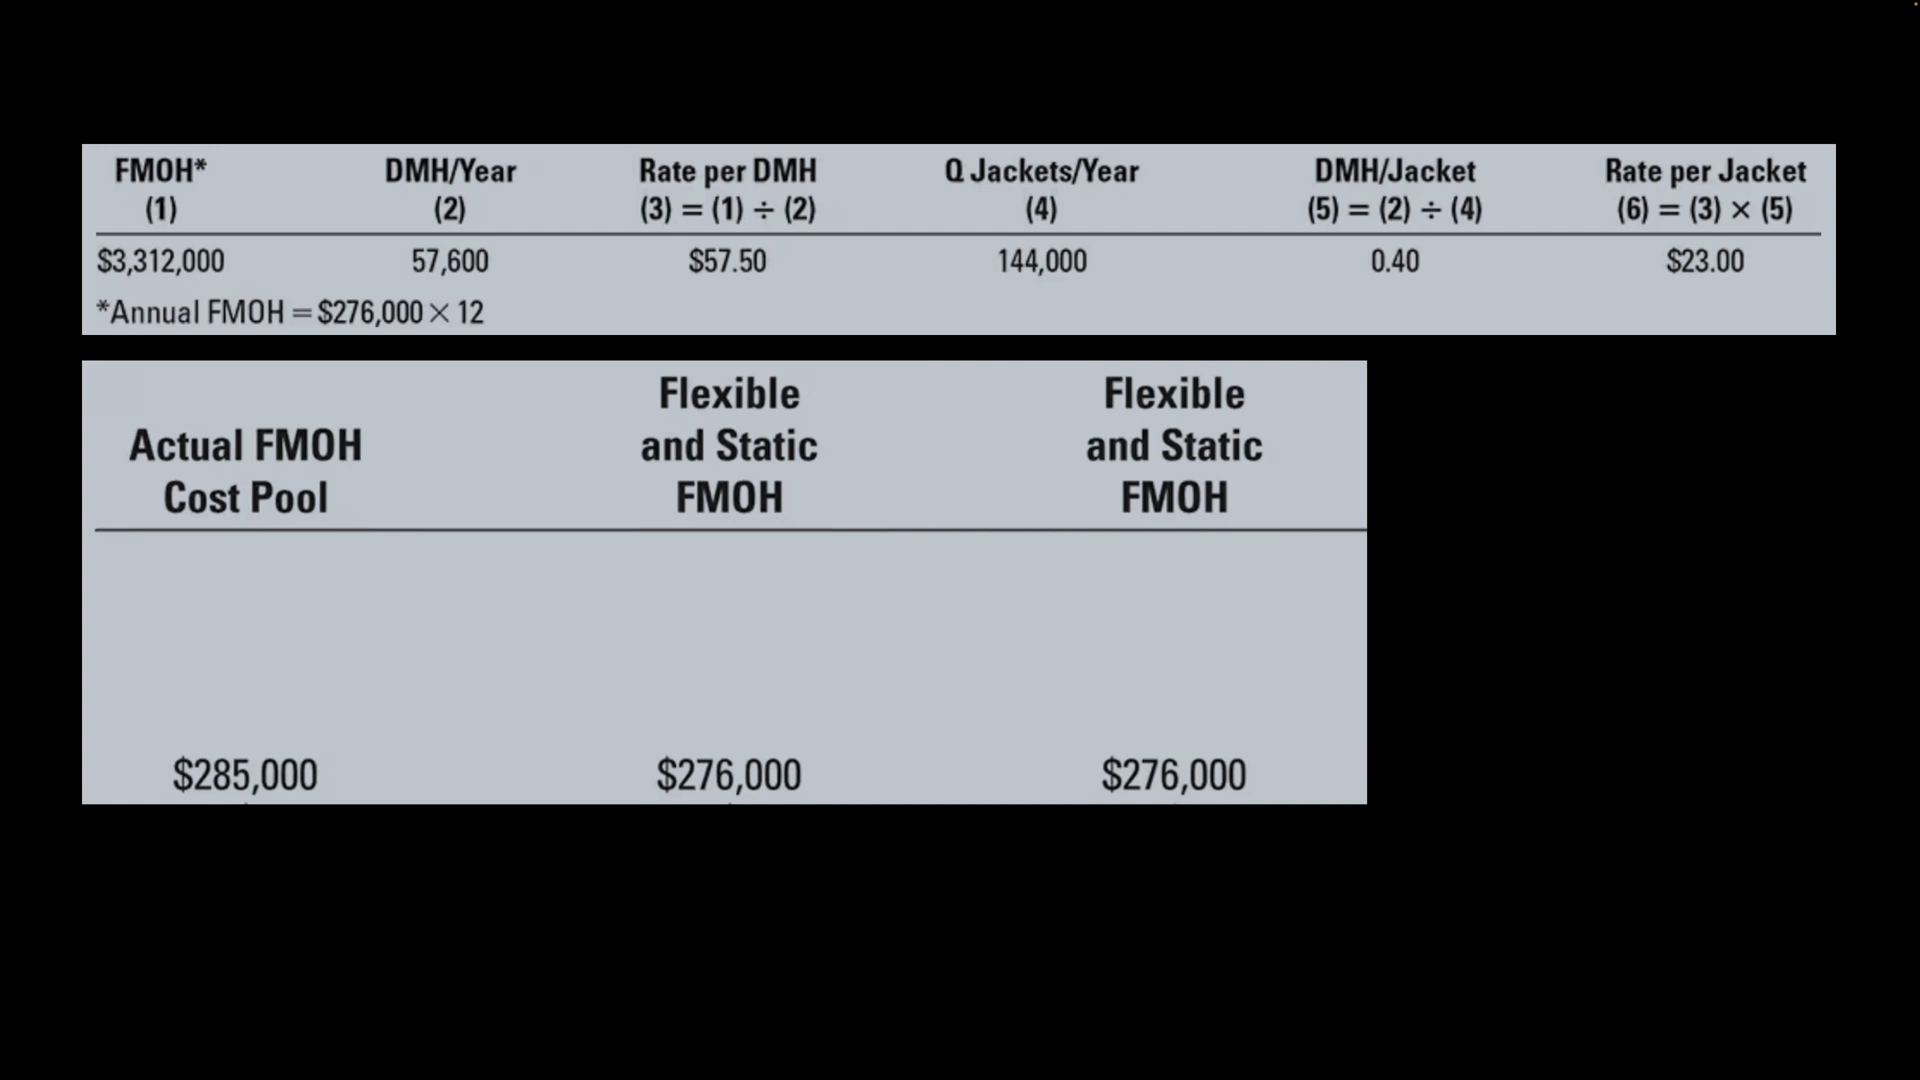 FMOH* DMH/Year Rate per DMH Q Jackets/Year DMH/Jacket Rate per Jacket
(1) (2) (3) = (1) ÷ (2) (4) (5) = (2) ÷ (4) (6) = (3) × (5)
$3,312,000 57,600 $57.50 144,000 0.40 $23.00
*Annual FMOH = $276,000 × 12
Flexible Flexible
Actual FMOH and Static and Static
Cost Pool FMOH FMOH
$285,000 $276,000 $276,000